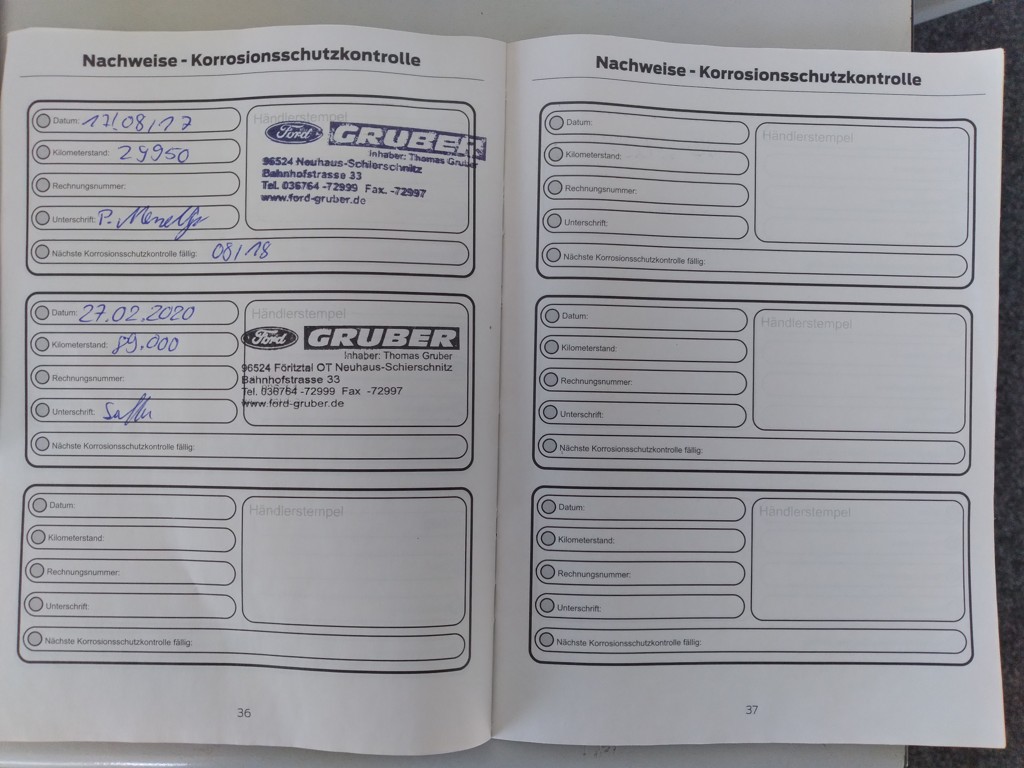 Nachweise - Korrosionsschutzkontrolle
Datum: 17/08/17
Kilometerstand: 29950
Rechnungsnummer:
Unterschrift:
Nächste Korrosionsschutzkontrolle fällig: 08/18
Händlerstempel
Ford GRUBER
Inhaber: Thomas Gruber
96524 Neuhaus-Schierschnitz
Bahnhofstrasse 33
Tel. 036764 -72999 Fax. -72997
www.ford-gruber.de
Datum: 27.02.2020
Kilometerstand: 89.000
Rechnungsnummer:
Unterschrift:
Nächste Korrosionsschutzkontrolle fällig:
Händlerstempel
Ford GRUBER
Inhaber: Thomas Gruber
96524 Föritztal OT Neuhaus-Schierschnitz
Bahnhofstrasse 33
Tel. 036764 -72999 Fax -72997
www.ford-gruber.de
Datum:
Kilometerstand:
Rechnungsnummer:
Unterschrift:
Nächste Korrosionsschutzkontrolle fällig:
Händlerstempel
36
Nachweise - Korrosionsschutzkontrolle
Datum:
Kilometerstand:
Rechnungsnummer:
Unterschrift:
Nächste Korrosionsschutzkontrolle fällig:
Händlerstempel
Datum:
Kilometerstand:
Rechnungsnummer:
Unterschrift:
Nächste Korrosionsschutzkontrolle fällig:
Händlerstempel
Datum:
Kilometerstand:
Rechnungsnummer:
Unterschrift:
Nächste Korrosionsschutzkontrolle fällig:
Händlerstempel
37